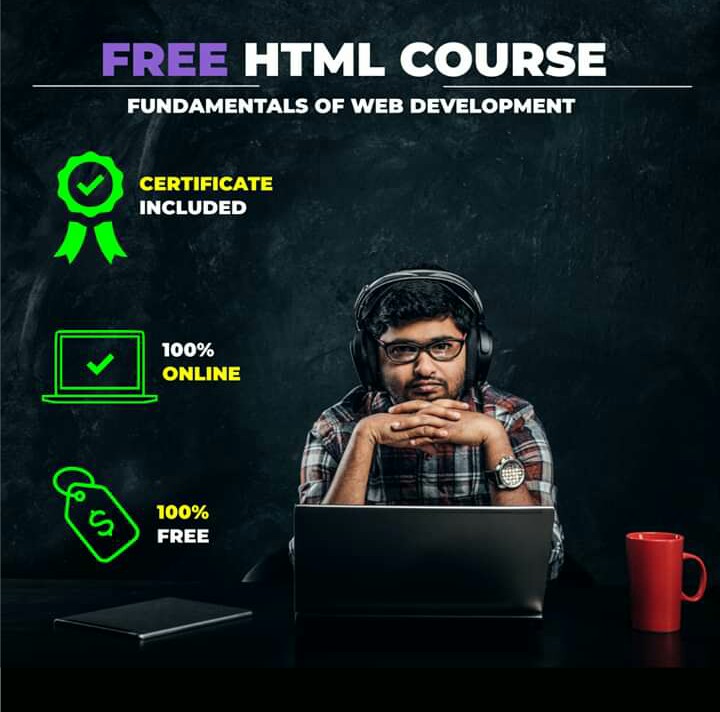 FREE HTML COURSE
FUNDAMENTALS OF WEB DEVELOPMENT
CERTIFICATE
INCLUDED
100%
ONLINE
$
100%
FREE